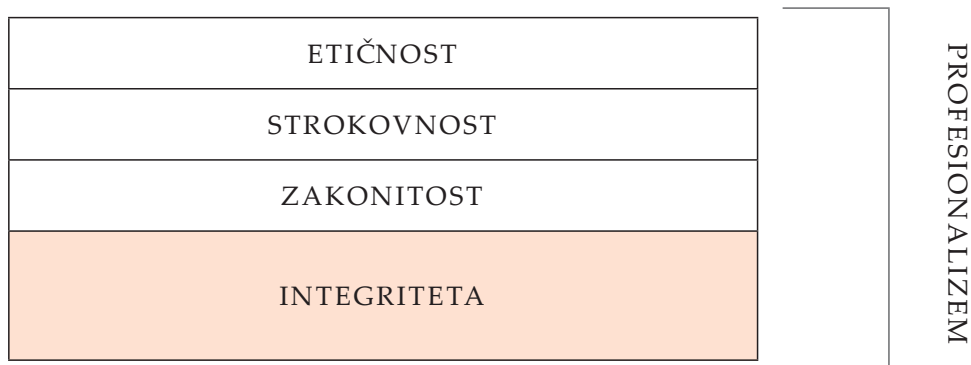 ETIČNOST
STROKOVNOST
ZAKONITOST
INTEGRITETA
PROFESIONALIZEM